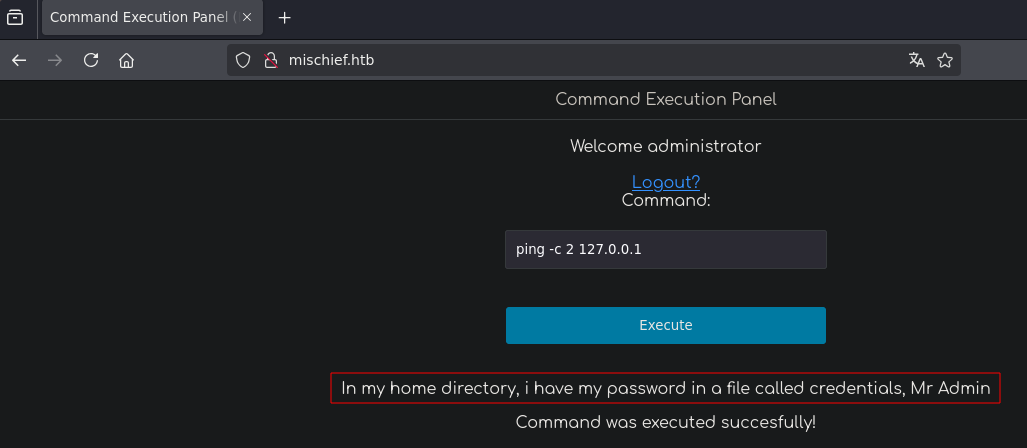 Command Execution Panel (
mischief.htb
Command Execution Panel
Welcome administrator
Logout?
Command:
ping -c 2 127.0.0.1
Execute
In my home directory, i have my password in a file called credentials, Mr Admin
Command was executed succesfully!